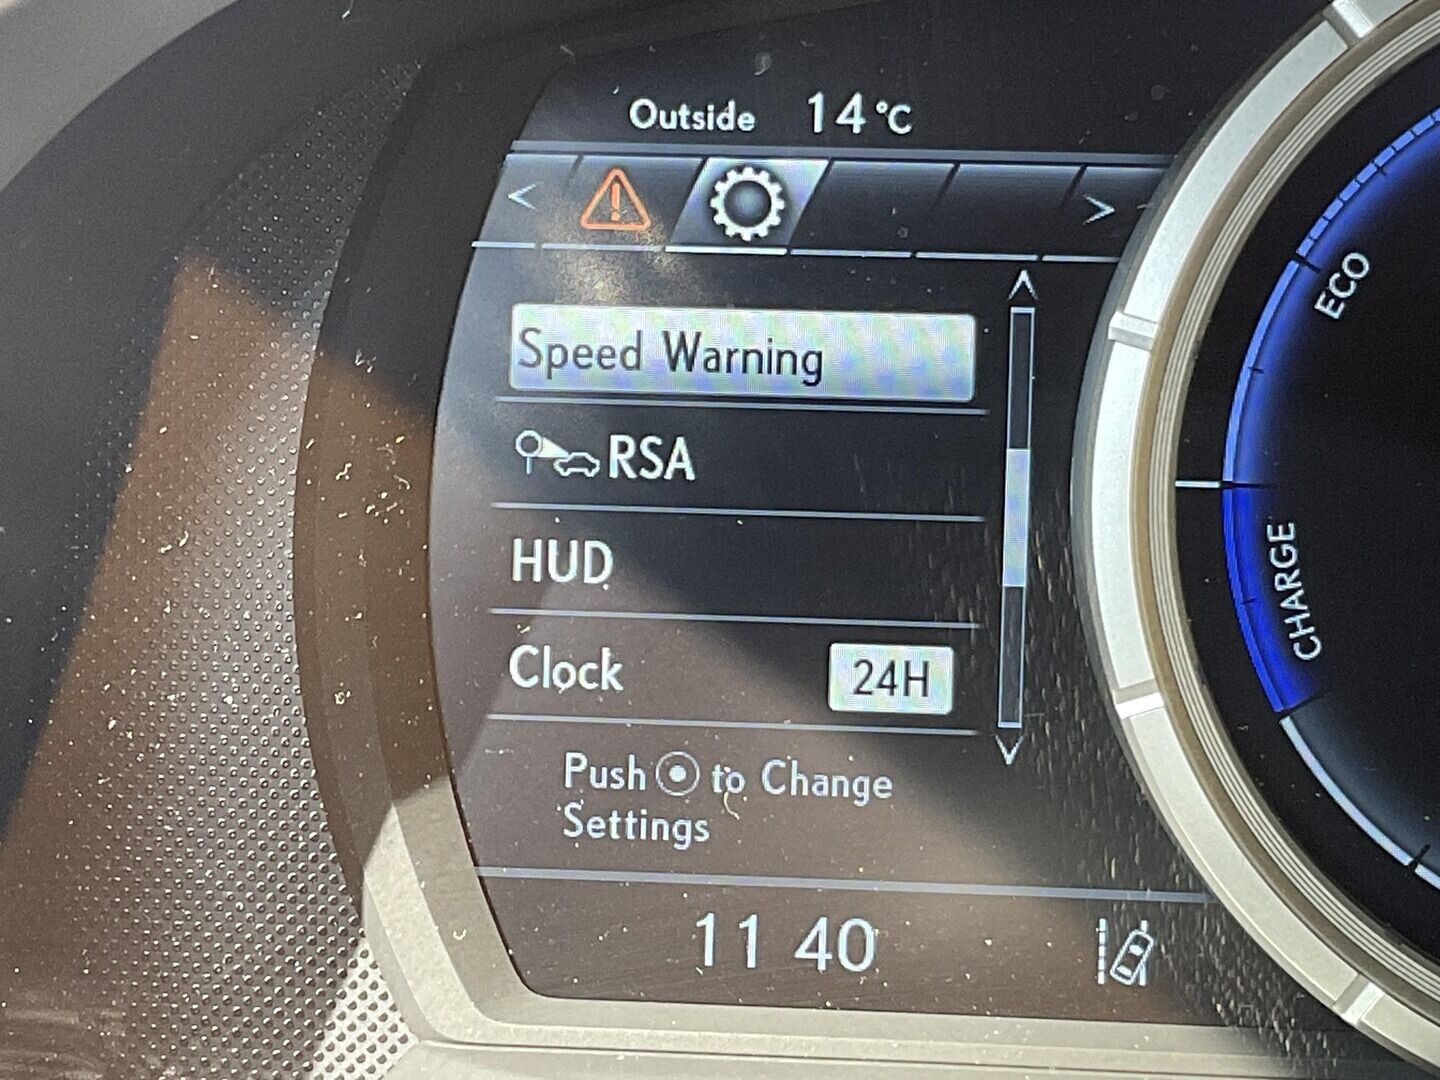 Outside 14°C
Speed Warning
RSA
HUD
Clock 24H
Push to Change
Settings
11 40
ECO
CHARGE